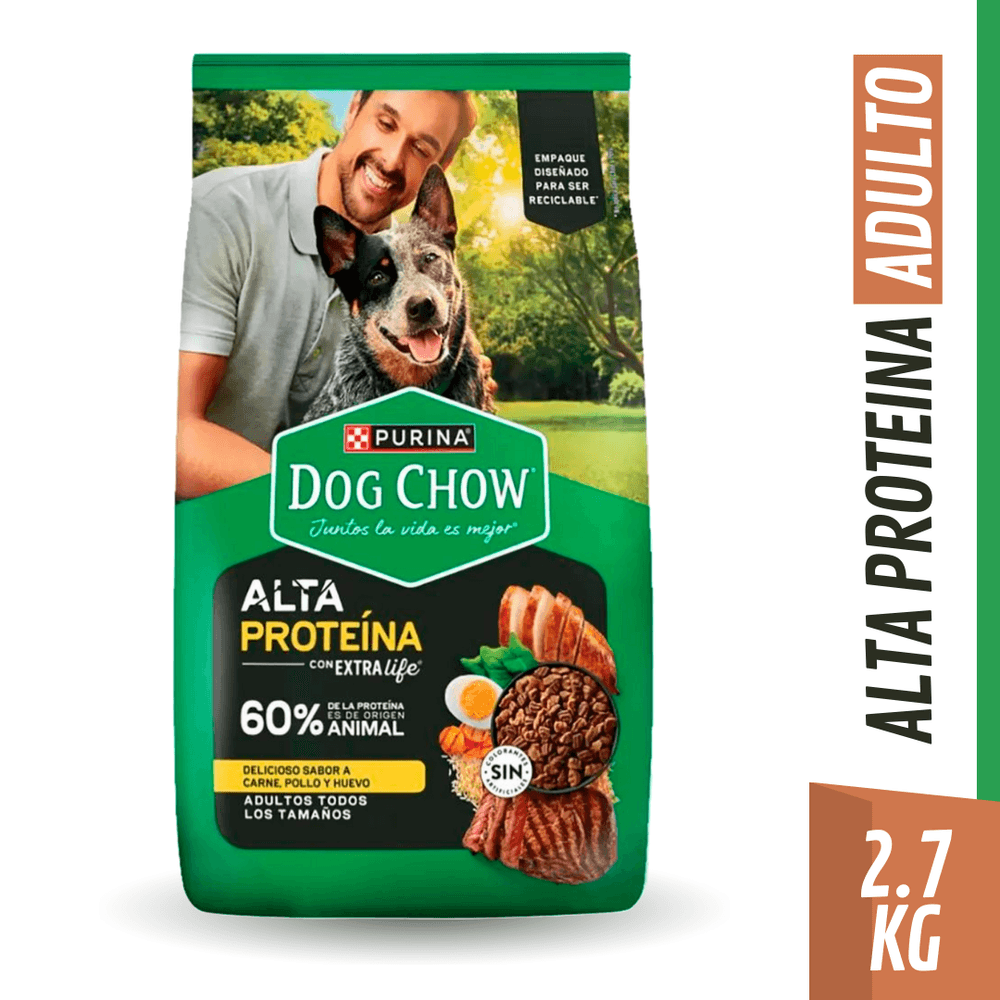 EMPAQUE
DISEÑADO
PARA SER
RECICLABLE*
PURINA®
DOG CHOW®
Juntos la vida es mejor®
ALTA
PROTEÍNA
CON EXTRA life®
60% DE LA PROTEÍNA
ES DE ORIGEN
ANIMAL
DELICIOSO SABOR A
CARNE, POLLO Y HUEVO
ADULTOS TODOS
LOS TAMAÑOS
COLORANTES
SIN
ARTIFICIALES
ALTA PROTEINA ADULTO
2.7
KG